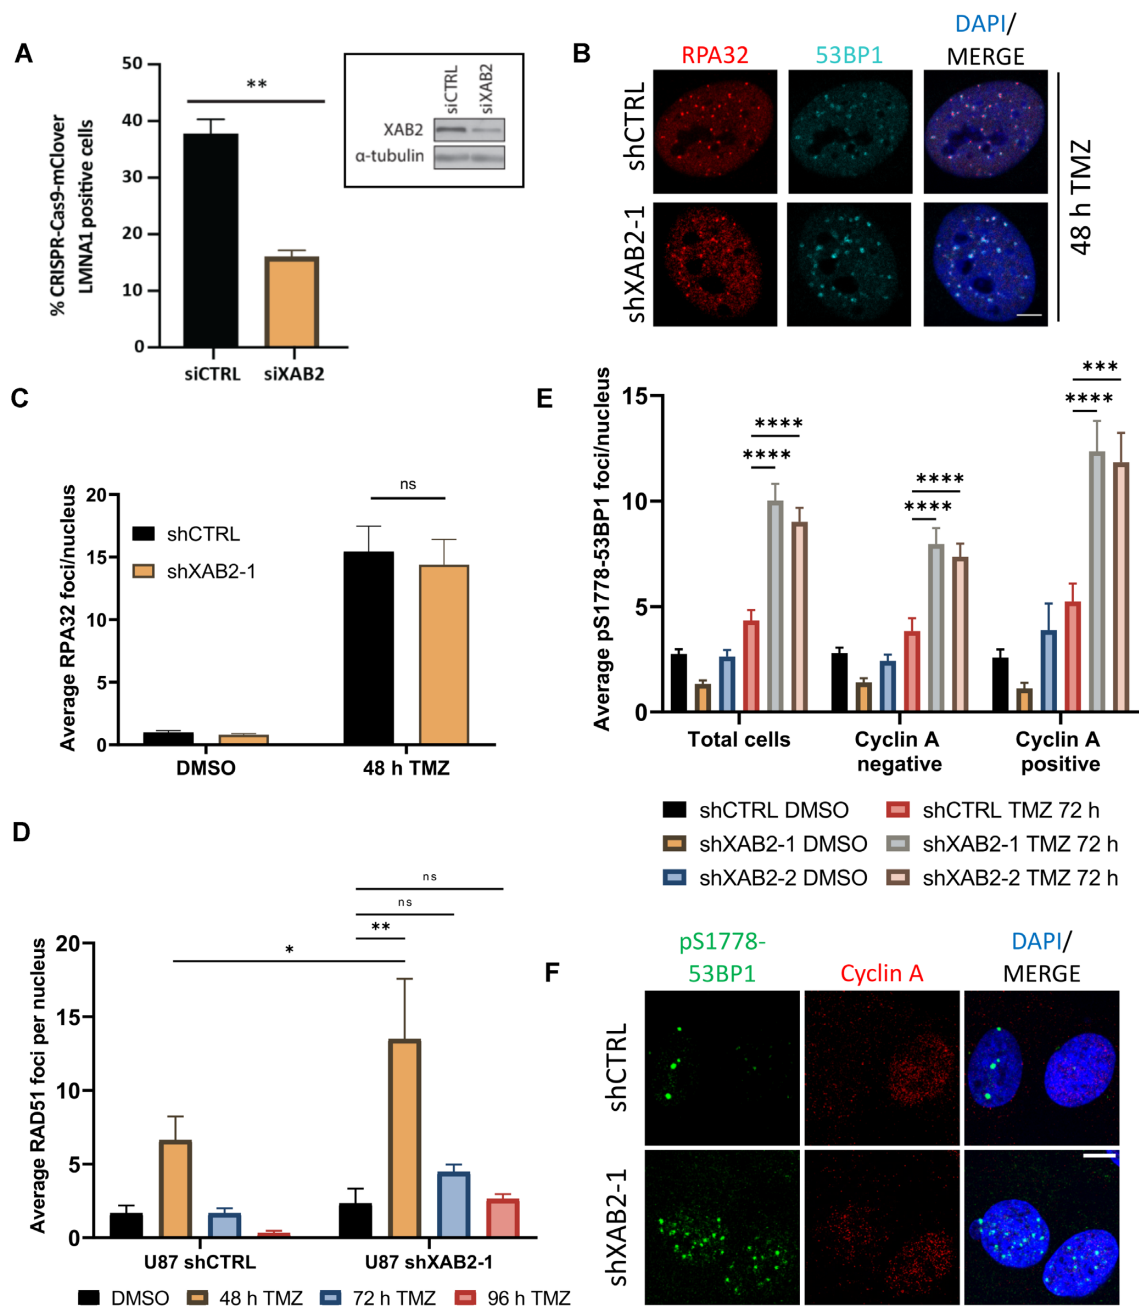 A
% CRISPR-Cas9-mClover
LMNA1 positive cells
50
40
30
20
10
0
**
siCTRL
siXAB2
siCTRL
siXAB2
XAB2
α-tubulin
B
RPA32
53BP1
DAPI/
MERGE
shCTRL
shXAB2-1
48 h TMZ
C
Average RPA32 foci/nucleus
20
15
10
5
0
shCTRL
shXAB2-1
ns
DMSO
48 h TMZ
D
Average RAD51 foci per nucleus
20
15
10
5
0
*
**
ns
ns
U87 shCTRL
U87 shXAB2-1
DMSO
48 h TMZ
72 h TMZ
96 h TMZ
E
Average pS1778-53BP1 foci/nucleus
15
10
5
0
****
****
****
****
***
****
Total cells
Cyclin A
negative
Cyclin A
positive
shCTRL DMSO
shXAB2-1 DMSO
shXAB2-2 DMSO
shCTRL TMZ 72 h
shXAB2-1 TMZ 72 h
shXAB2-2 TMZ 72 h
F
pS1778-
53BP1
Cyclin A
DAPI/
MERGE
shCTRL
shXAB2-1